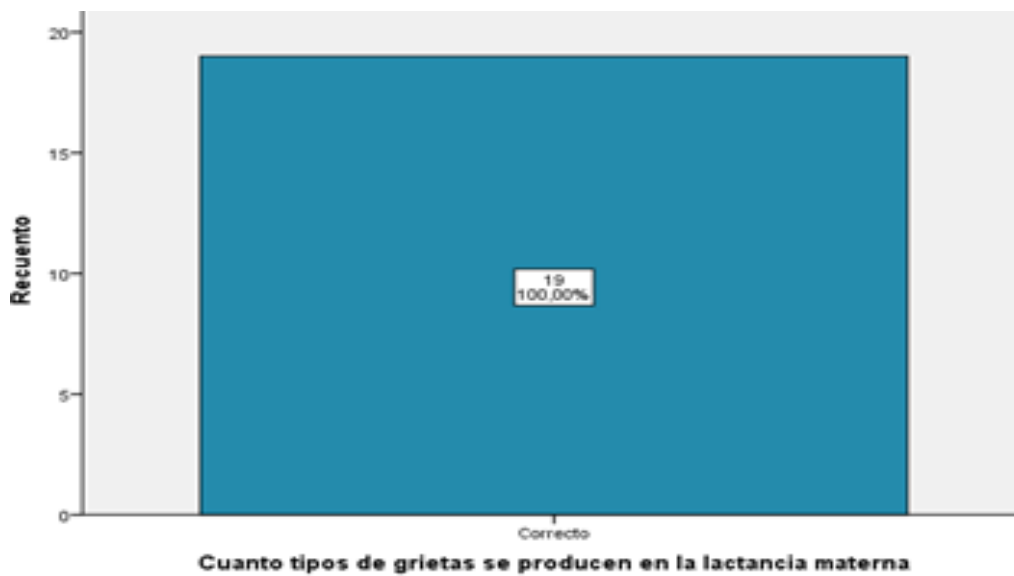 20
15
10
5
0
Recuento
19
100,00%
Correcto
Cuanto tipos de grietas se producen en la lactancia materna